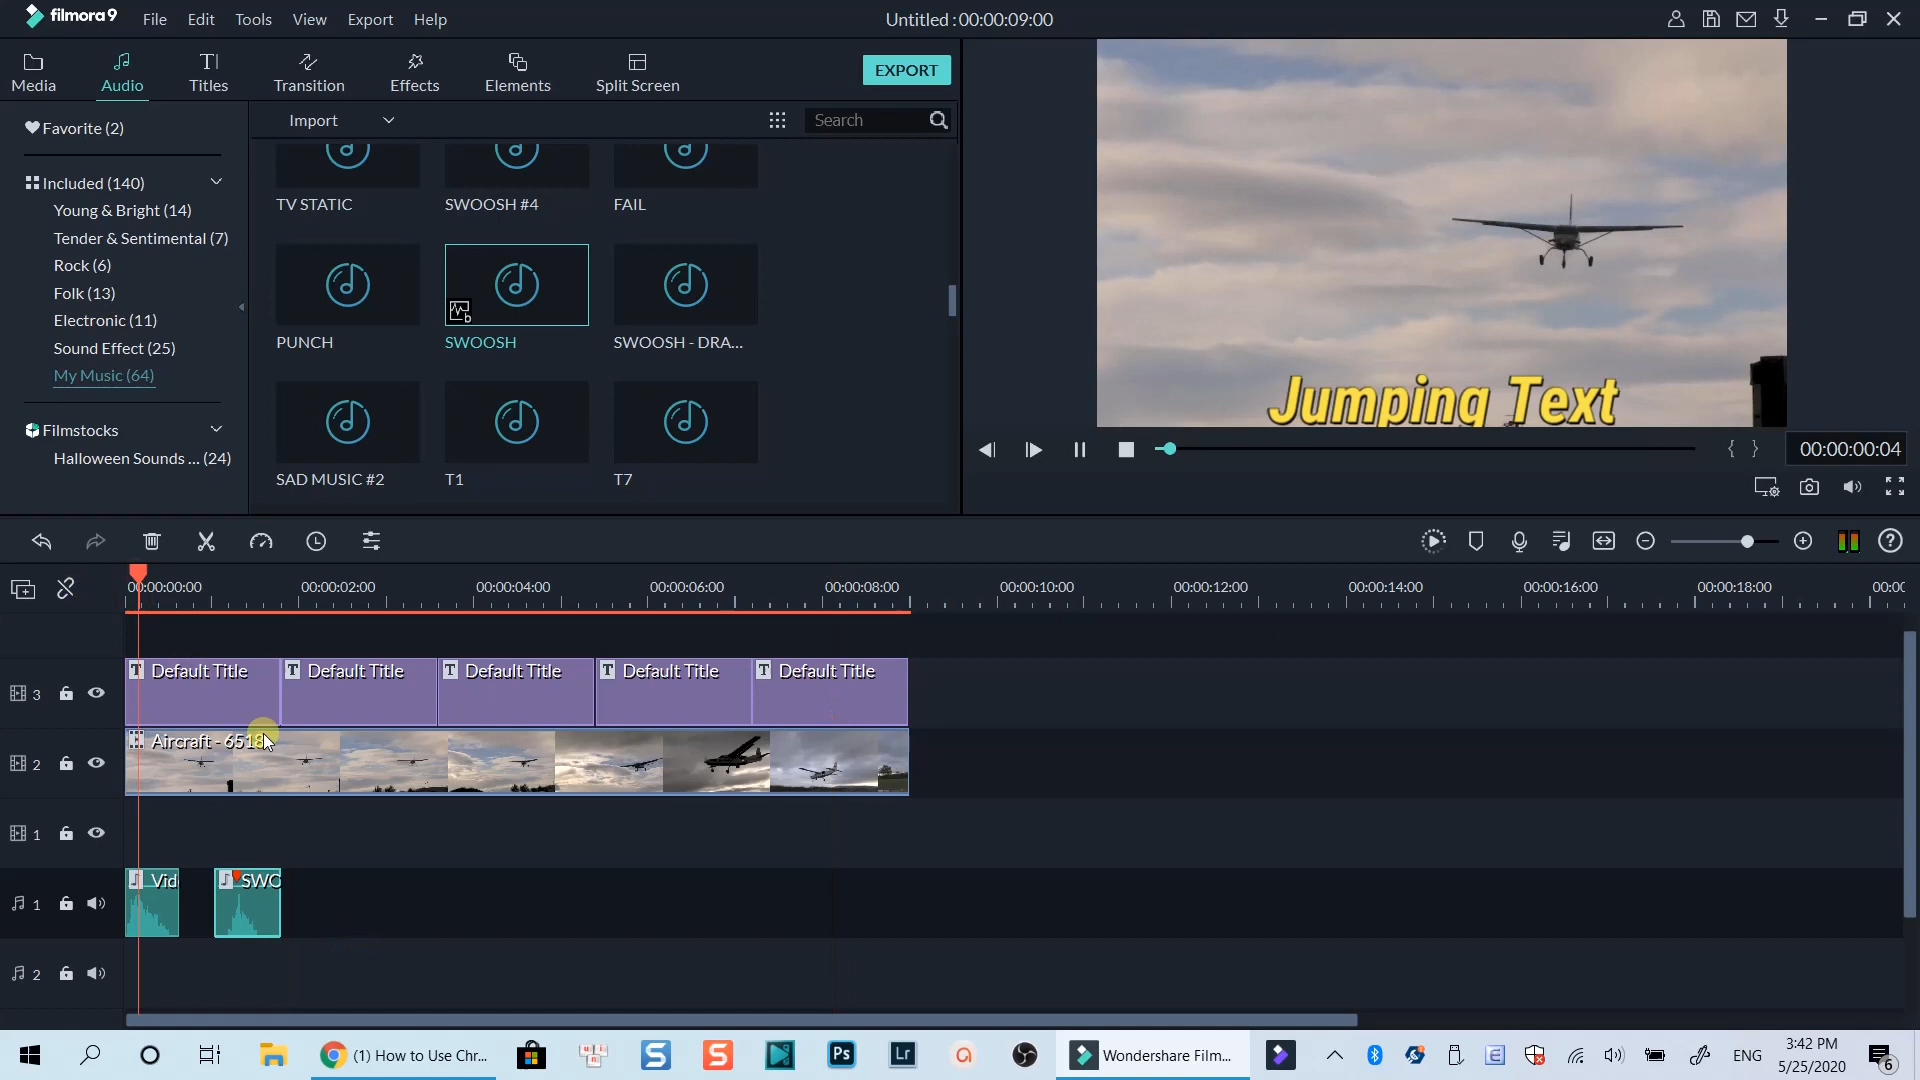 filmora9 File Edit Tools View Export Help Untitled : 00:00:09:00
Media Audio Titles Transition Effects Elements Split Screen EXPORT
Import Search
Favorite (2)
Included (140)
Young & Bright (14)
Tender & Sentimental (7)
Rock (6)
Folk (13)
Electronic (11)
Sound Effect (25)
My Music (64)
Filmstocks
Halloween Sounds ... (24)
TV STATIC SWOOSH #4 FAIL
PUNCH SWOOSH SWOOSH - DRA...
SAD MUSIC #2 T1 T7
Jumping Text
{ } 00:00:00:04
00:00:00:00 00:00:02:00 00:00:04:00 00:00:06:00 00:00:08:00 00:00:10:00 00:00:12:00 00:00:14:00 00:00:16:00 00:00:18:00 00:00
3 T Default Title T Default Title T Default Title T Default Title T Default Title
2 Aircraft - 6518
1
1 Vid SWO
2
(1) How to Use Chr... Ps Lr Wondershare Film... ENG 3:42 PM
5/25/2020 6